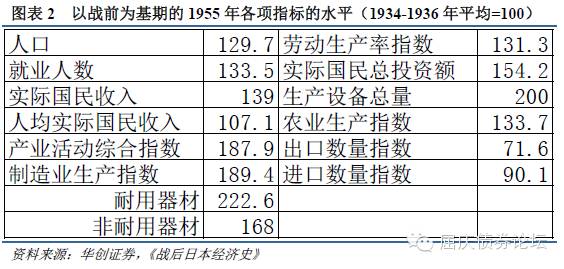 图表 2 以战前为基期的 1955 年各项指标的水平（1934-1936 年平均=100）
人口 129.7 劳动生产率指数 131.3
就业人数 133.5 实际国民总投资额 154.2
实际国民收入 139 生产设备总量 200
人均实际国民收入 107.1 农业生产指数 133.7
产业活动综合指数 187.9 出口数量指数 71.6
制造业生产指数 189.4 进口数量指数 90.1
耐用器材 222.6
非耐用器材 168
屈庆债券论坛
资料来源：华创证券，《战后日本经济史》